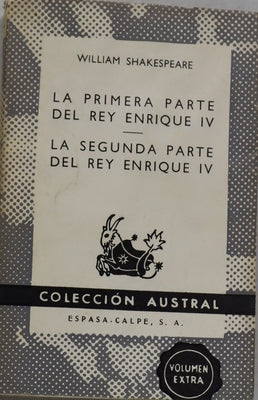 WILLIAM SHAKESPEARE
LA PRIMERA PARTE
DEL REY ENRIQUE IV
LA SEGUNDA PARTE
DEL REY ENRIQUE IV
COLECCIÓN AUSTRAL
ESPASA-CALPE, S. A.
VOLUMEN
EXTRA